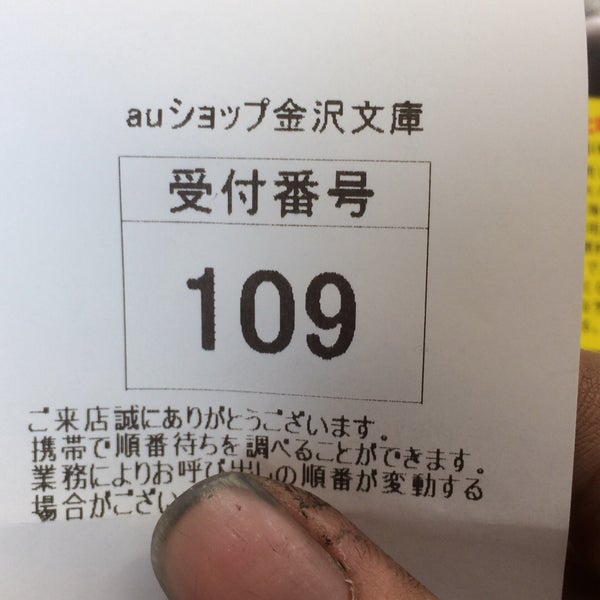 auショップ金沢文庫
受付番号
109
ご来店誠にありがとうございます。
携帯で順番待ちを調べることができます。
業務によりお呼び出しの順番が変動する
場合がござい